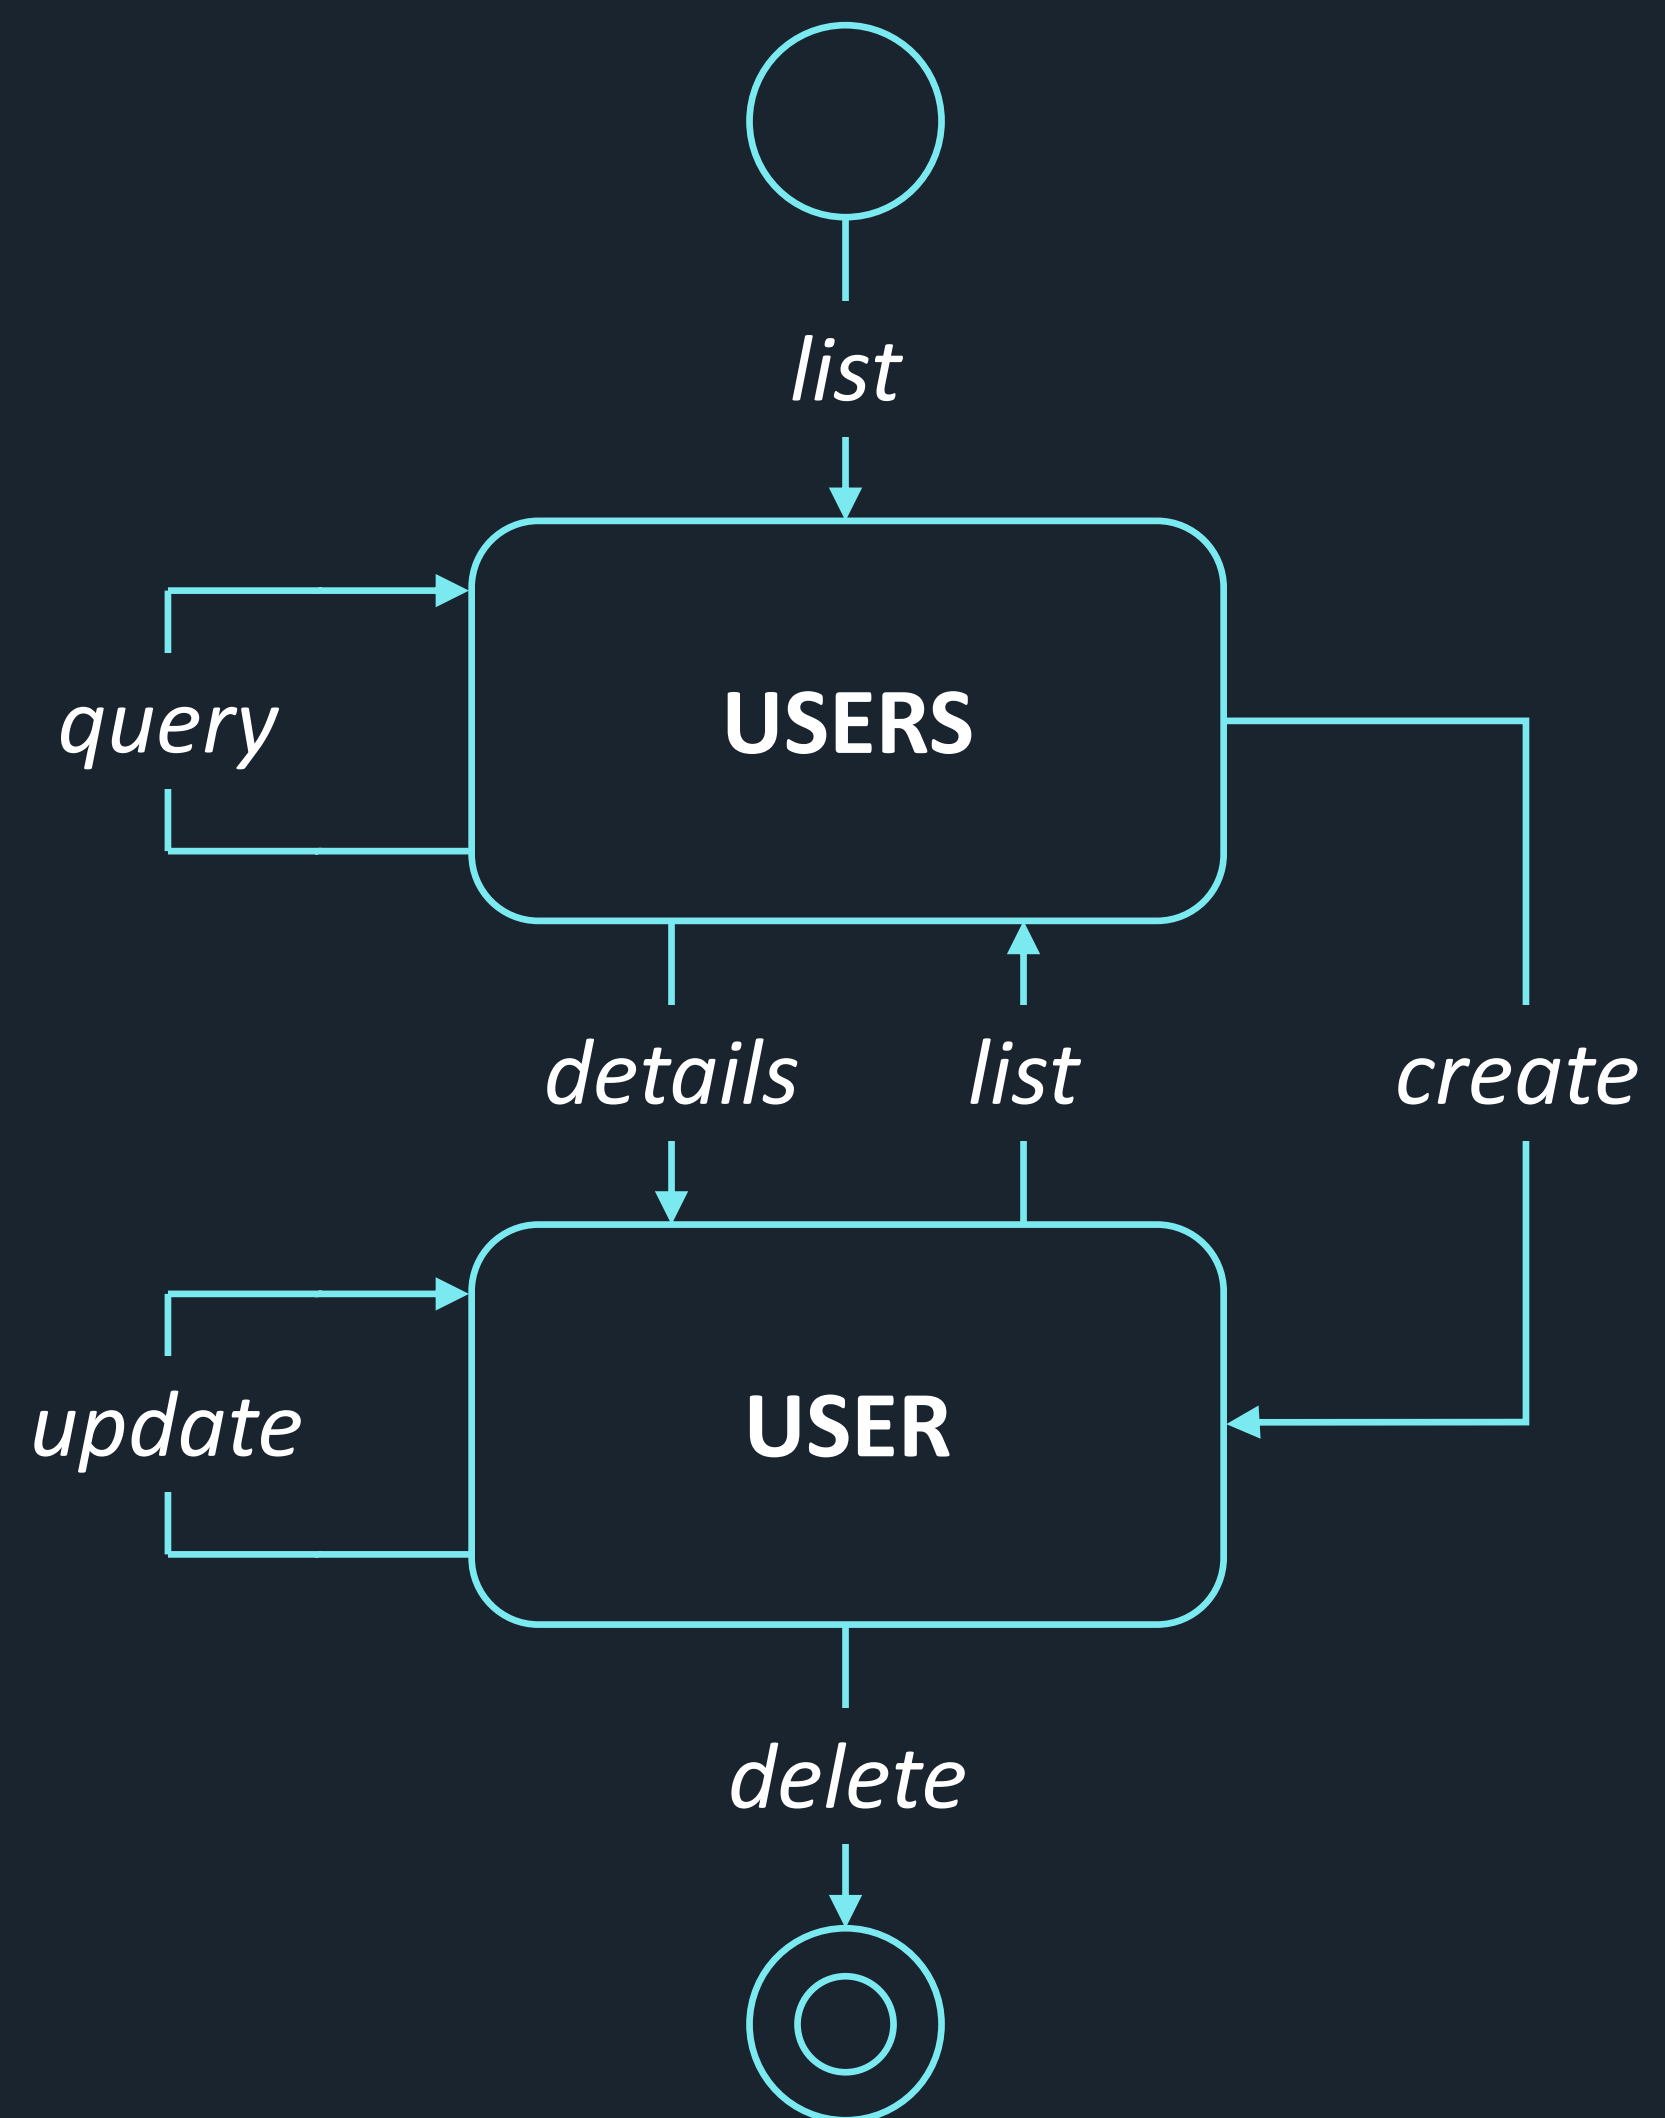 list
query
USERS
details
list
create
update
USER
delete